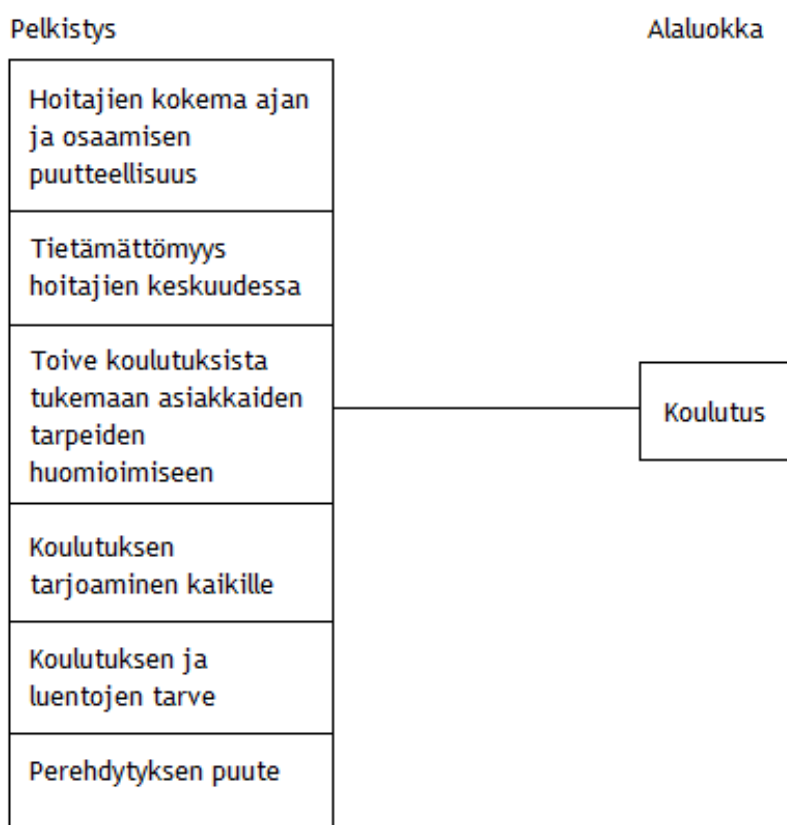 Pelkistys
Alaluokka
Hoitajien kokema ajan
ja osaamisen
puutteellisuus
Tietämättömyys
hoitajien keskuudessa
Toive koulutuksista
tukemaan asiakkaiden
tarpeiden
huomioimiseen
Koulutus
Koulutuksen
tarjoaminen kaikille
Koulutuksen ja
luentojen tarve
Perehdytyksen puute